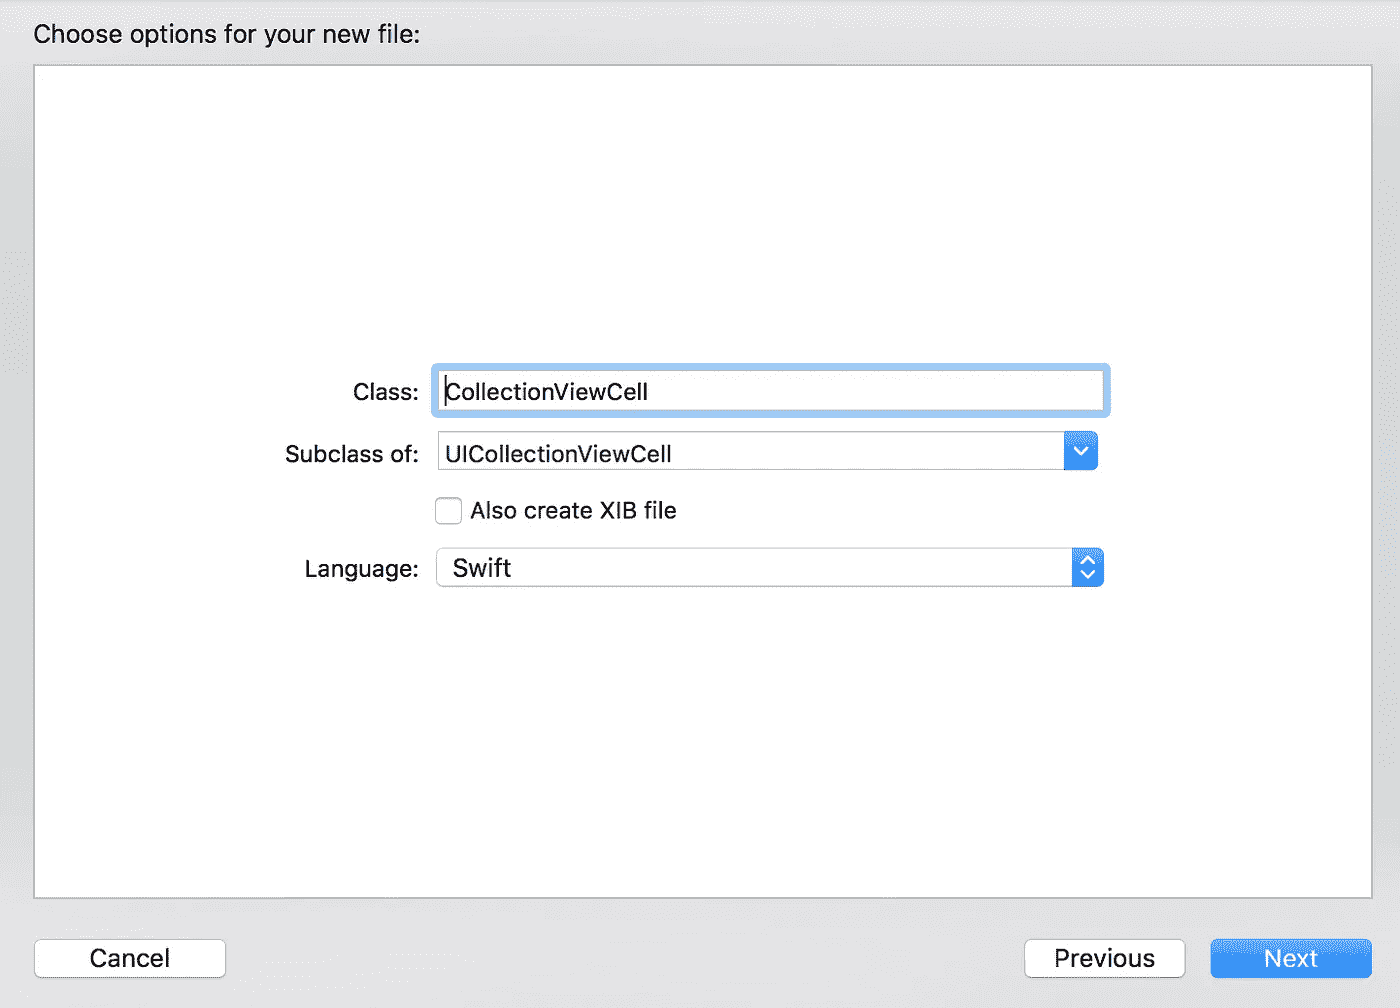 Choose options for your new file:
Class: CollectionViewCell
Subclass of: UICollectionViewCell
Also create XIB file
Language: Swift
Cancel Previous Next